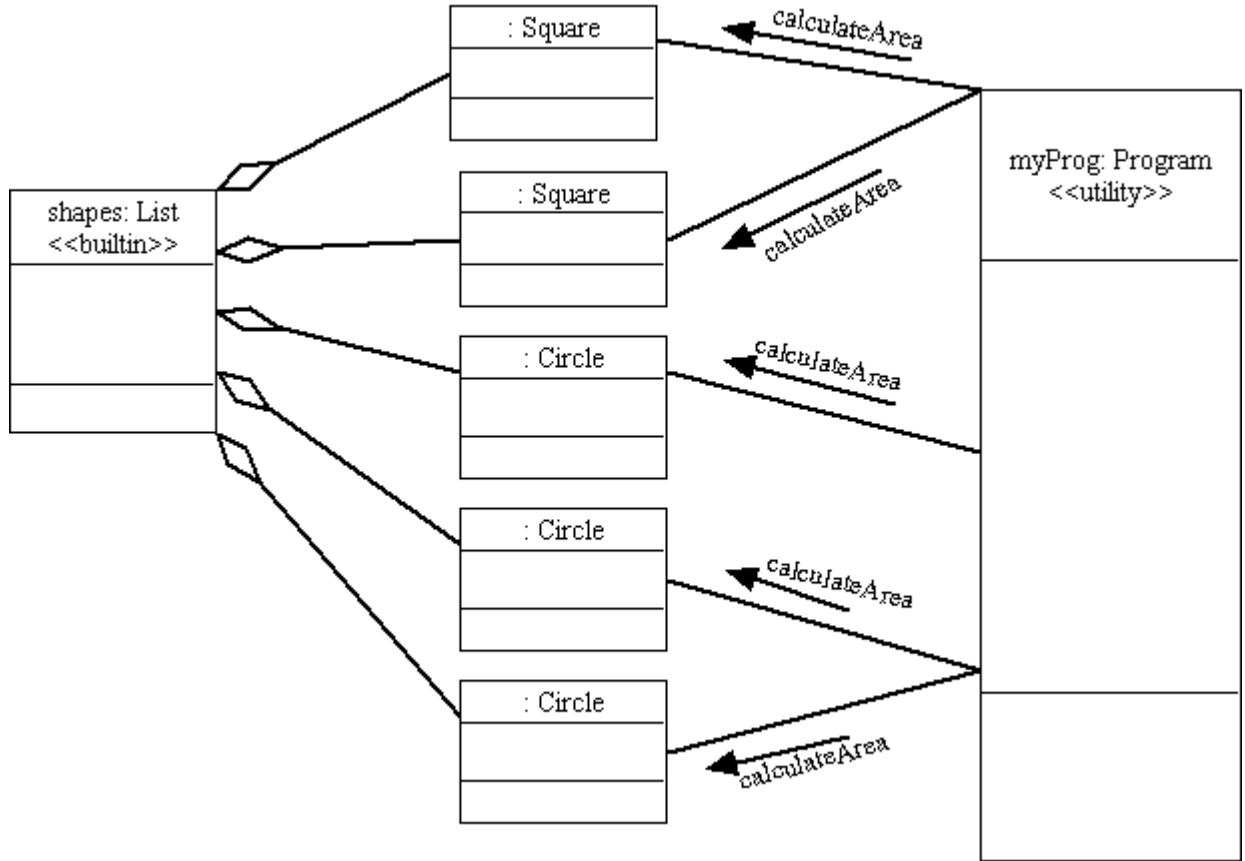 : Square
calculateArea
myProg: Program
<<utility>>
: Square
calculateArea
shapes: List
<<builtin>>
: Circle
calculateArea
: Circle
calculateArea
: Circle
calculateArea